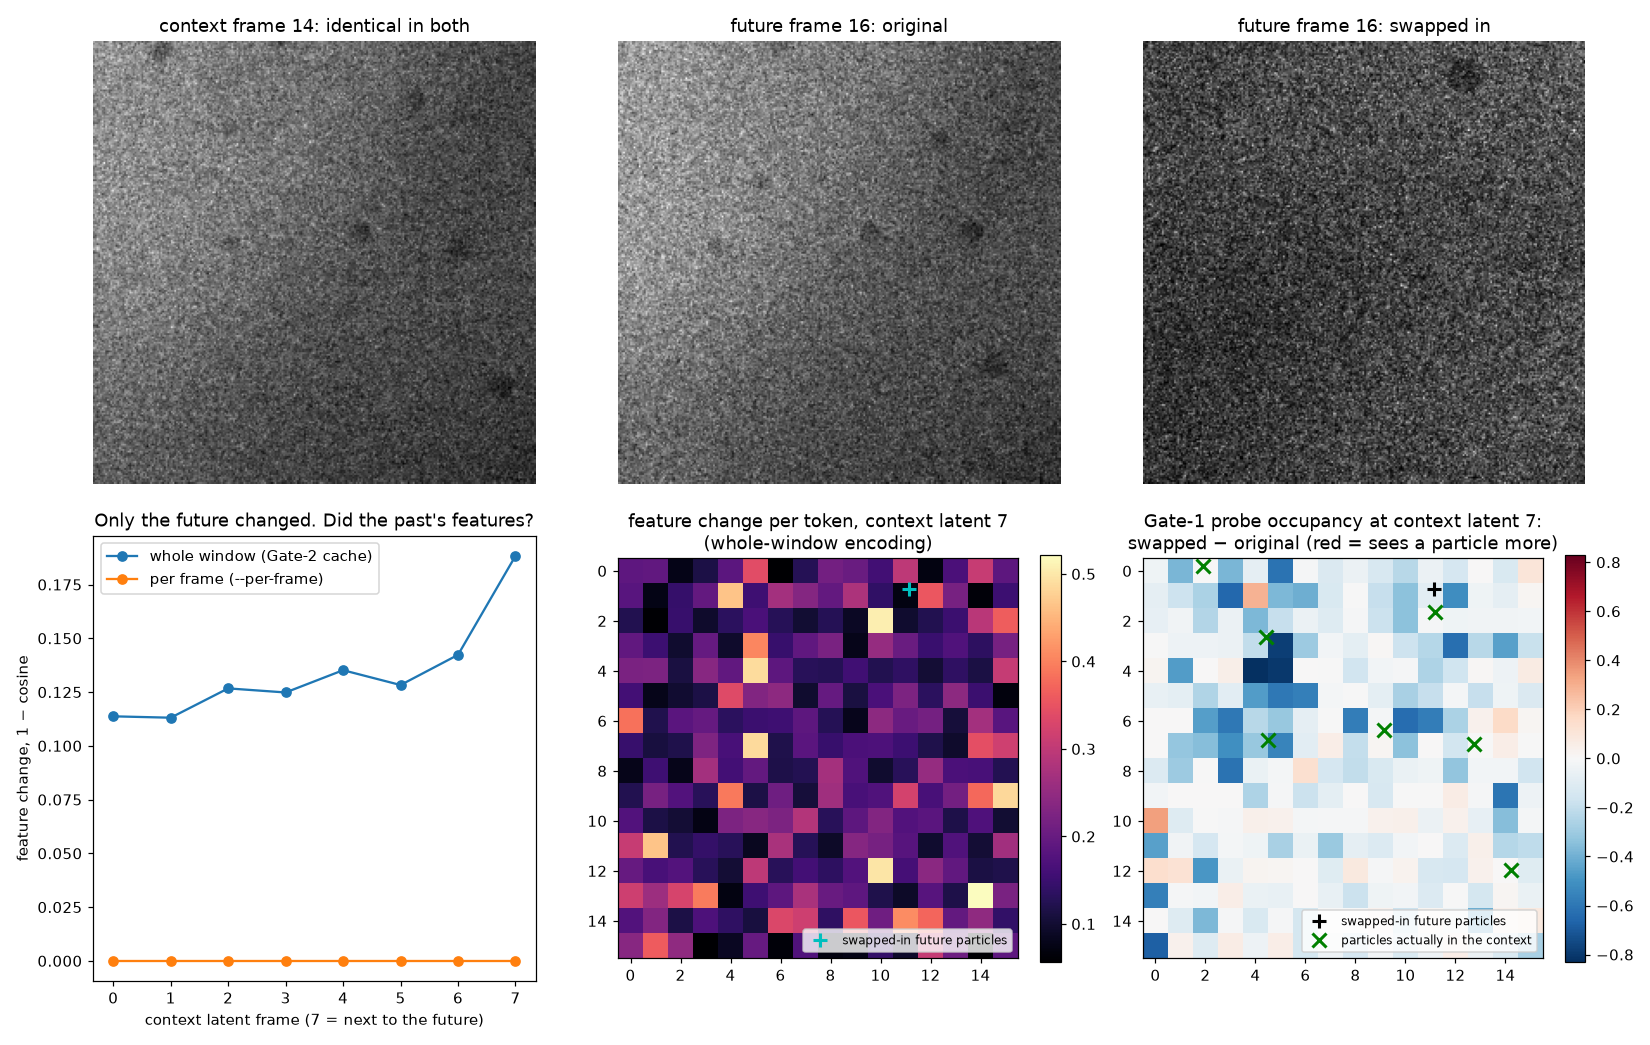 context frame 14: identical in both
future frame 16: original
future frame 16: swapped in
Only the future changed. Did the past's features?
whole window (Gate-2 cache)
per frame (--per-frame)
feature change, 1 − cosine
0.175
0.150
0.125
0.100
0.075
0.050
0.025
0.000
0 1 2 3 4 5 6 7
context latent frame (7 = next to the future)
feature change per token, context latent 7
(whole-window encoding)
0
2
4
6
8
10
12
14
0 2 4 6 8 10 12 14
swapped-in future particles
0.5
0.4
0.3
0.2
0.1
Gate-1 probe occupancy at context latent 7:
swapped − original (red = sees a particle more)
0
2
4
6
8
10
12
14
0 2 4 6 8 10 12 14
swapped-in future particles
particles actually in the context
0.8
0.6
0.4
0.2
0.0
−0.2
−0.4
−0.6
−0.8